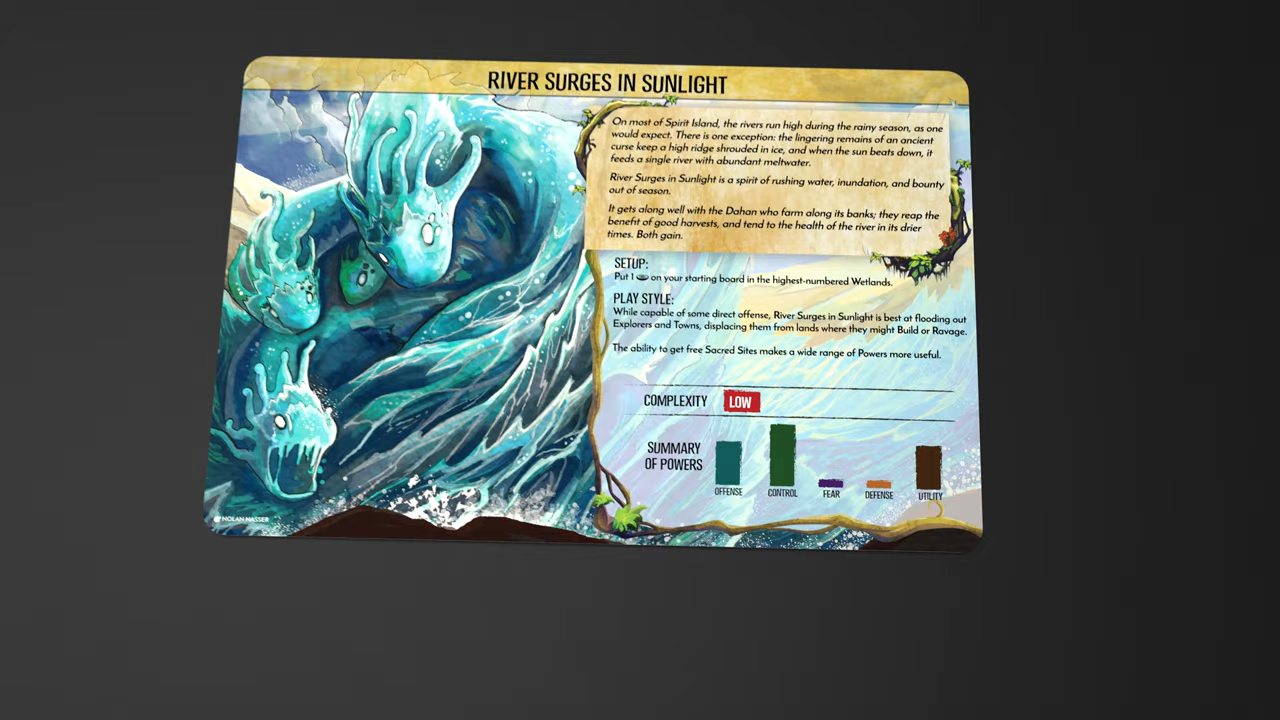 RIVER SURGES IN SUNLIGHT
On most of Spirit Island, the rivers run high during the rainy season, as one
would expect. There is one exception: the lingering remains of an ancient
curse keep a high ridge shrouded in ice, and when the sun beats down, it
feeds a single river with abundant meltwater.
River Surges in Sunlight is a spirit of rushing water, inundation, and bounty
out of season.
It gets along well with the Dahan who farm along its banks; they reap the
benefit of good harvests, and tend to the health of the river in its drier
times. Both gain.
SETUP:
Put 1 on your starting board in the highest-numbered Wetlands.
PLAY STYLE:
While capable of some direct offense, River Surges in Sunlight is best at flooding out
Explorers and Towns, displacing them from lands where they might Build or Ravage.
The ability to get free Sacred Sites makes a wide range of Powers more useful.
COMPLEXITY LOW
SUMMARY
OF POWERS
OFFENSE CONTROL FEAR DEFENSE UTILITY
NOLAN NASSER